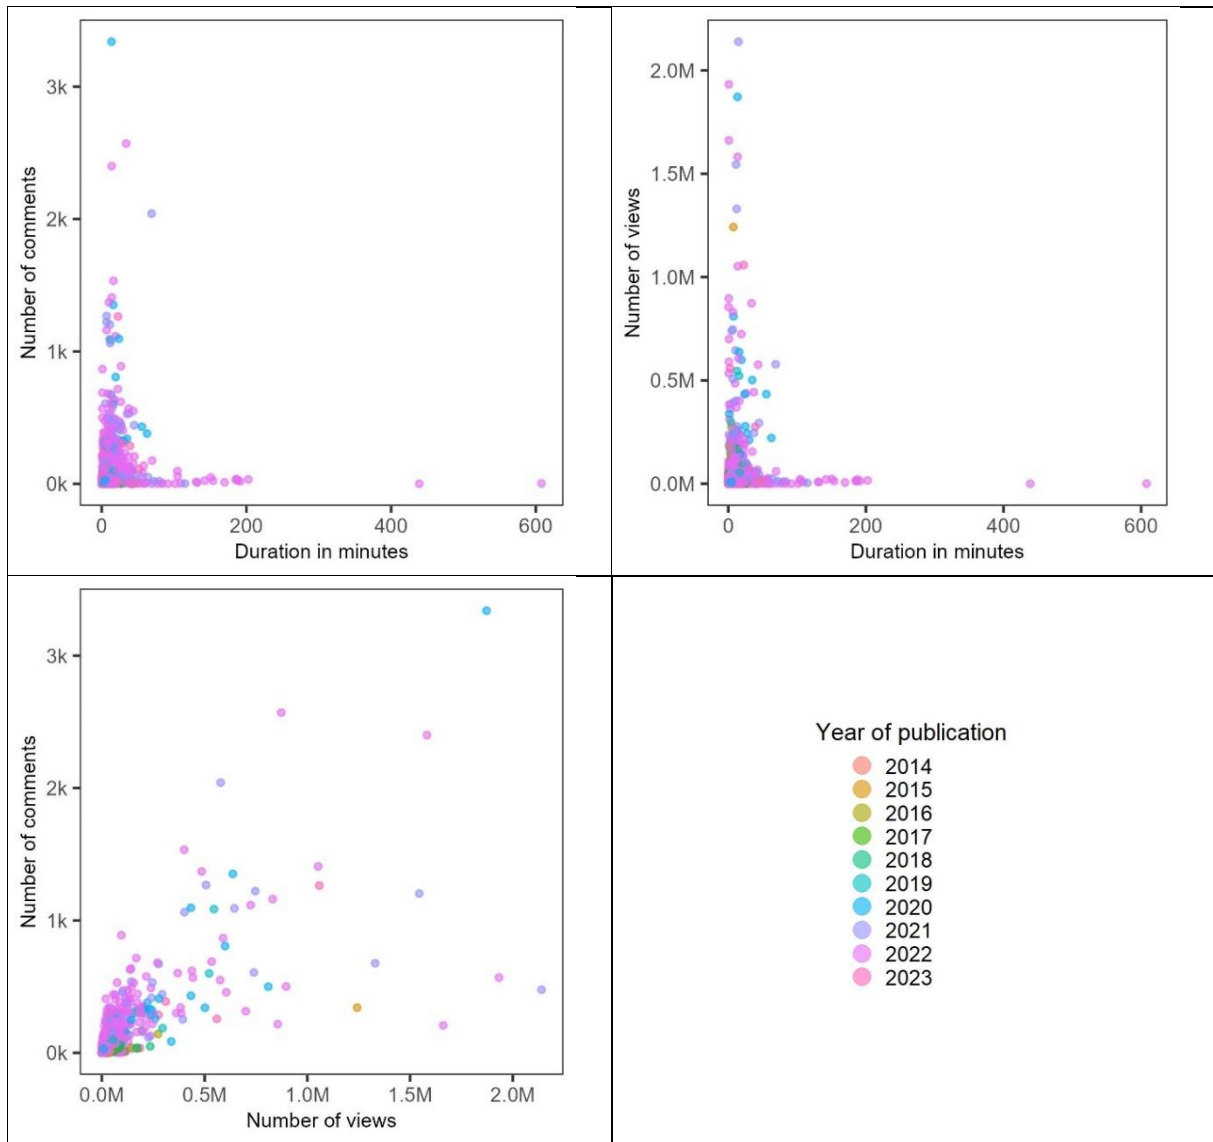 3k
2k
1k
0k
Number of comments
0
200
400
600
Duration in minutes
2.0M
1.5M
1.0M
0.5M
0.0M
Number of views
0
200
400
600
Duration in minutes
3k
2k
1k
0k
Number of comments
0.0M
0.5M
1.0M
1.5M
2.0M
Number of views
Year of publication
2014
2015
2016
2017
2018
2019
2020
2021
2022
2023